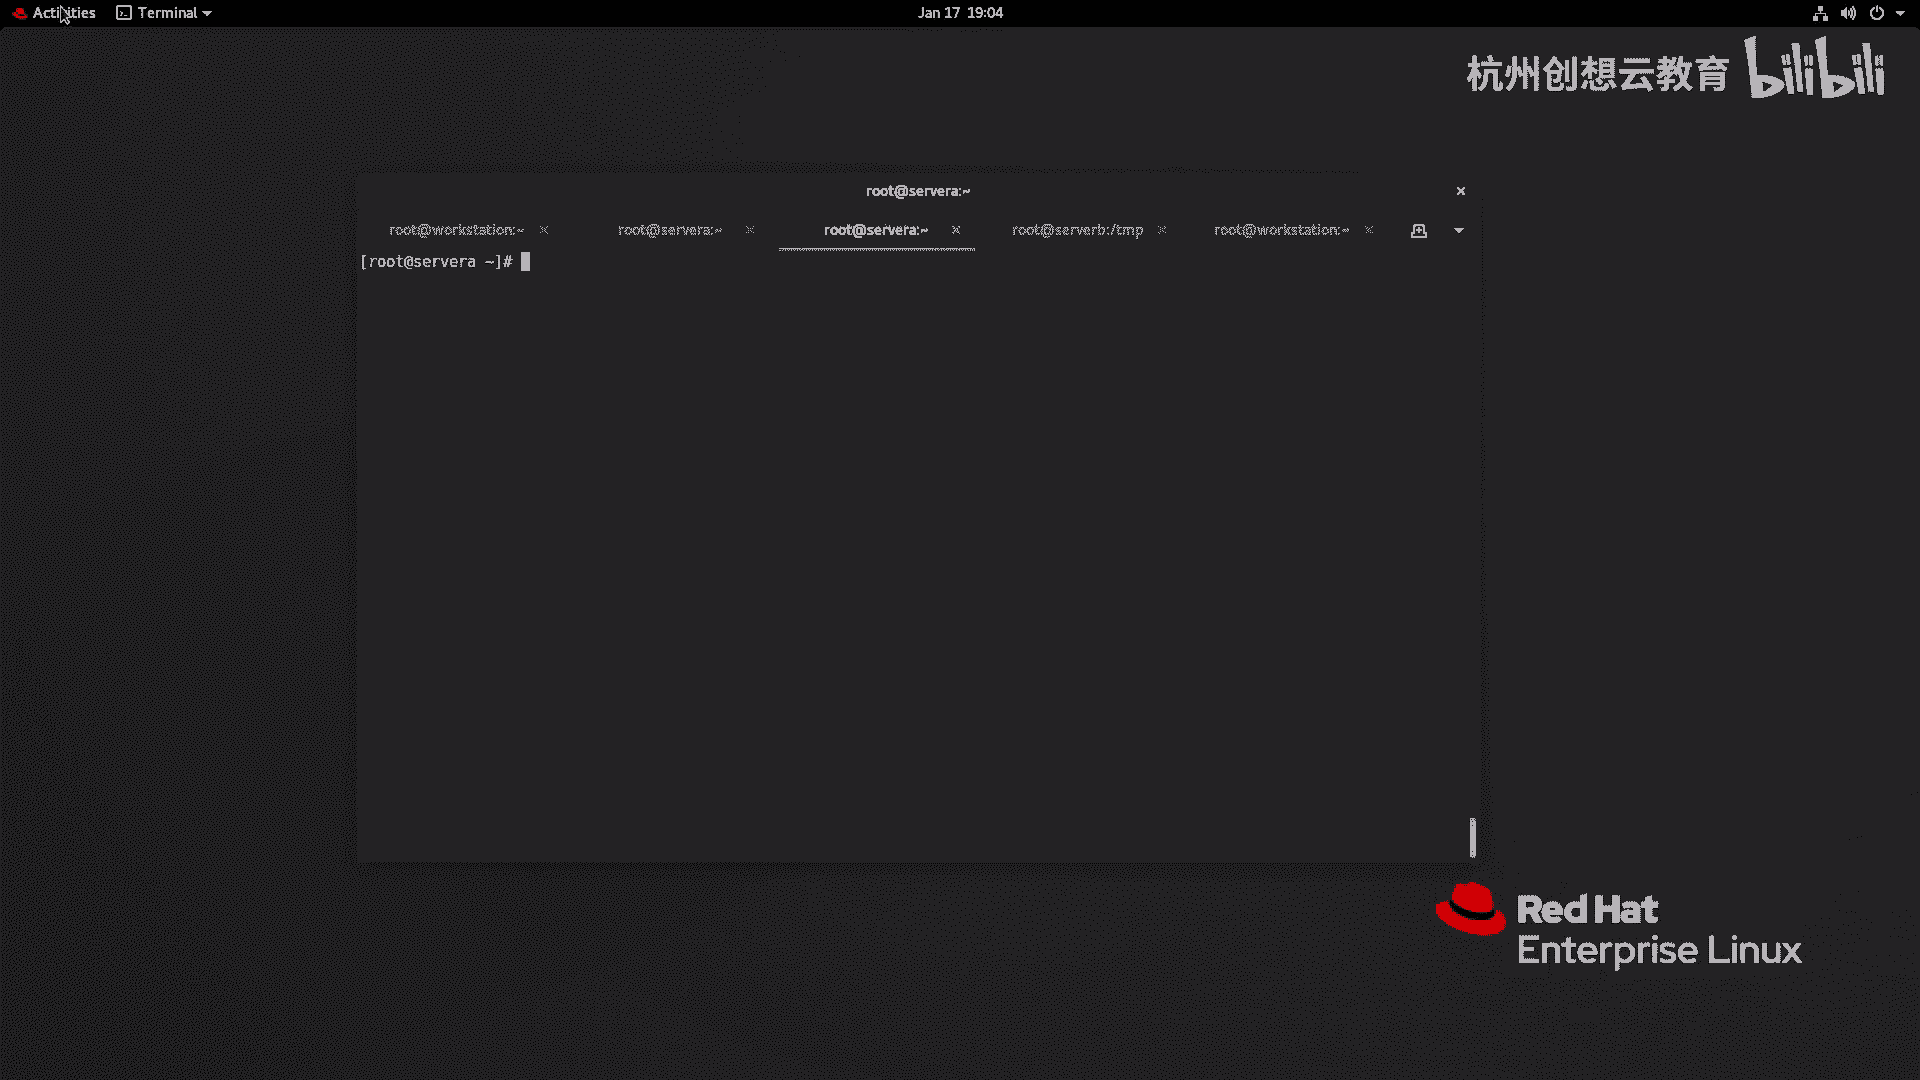 Activities Terminal Jan 17 19:04
杭州创想云教育 bilibili
root@servera:~
root@workstation:~ root@servera:~ root@servera:~ root@serverb:/tmp root@workstation:~
[root@servera ~]#
Red Hat
Enterprise Linux